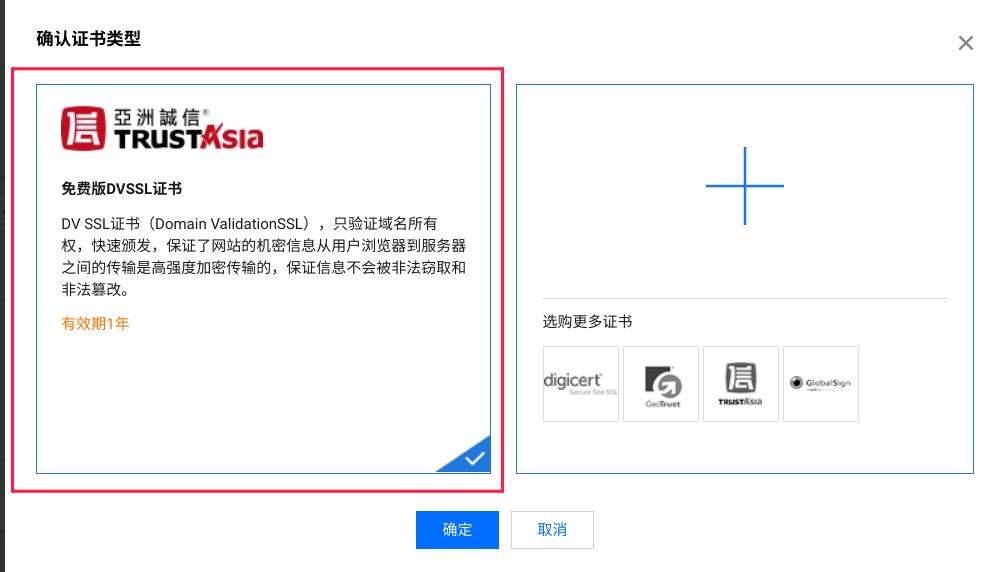 确认证书类型
亞洲誠信®
TRUSTAsia
免费版DVSSL证书
DV SSL证书（Domain ValidationSSL），只验证域名所有
权，快速颁发，保证了网站的机密信息从用户浏览器到服务器
之间的传输是高强度加密传输的，保证信息不会被非法窃取和
非法篡改。
有效期1年
选购更多证书
digicert
Secure Site SSL
GeoTrust
TRUSTAsia
GlobalSign
确定
取消